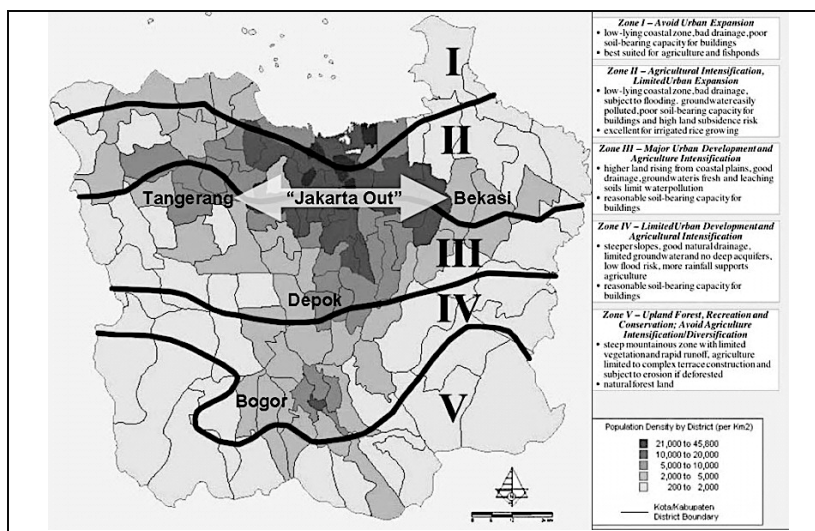 I
II
Tangerang
“Jakarta Out”
Bekasi
III
Depok
IV
Bogor
V
Zone I – Avoid Urban Expansion
• low-lying coastal zone, bad drainage, poor
soil-bearing capacity for buildings
• best suited for agriculture and fishponds
Zone II – Agricultural Intensification,
Limited Urban Expansion
• low-lying coastal zone, bad drainage,
subject to flooding, groundwater easily
polluted, poor soil-bearing capacity for
buildings and high land subsidence risk
• excellent for irrigated rice growing
Zone III – Major Urban Development and
Agriculture Intensification
• higher land rising from coastal plains, good
drainage, groundwater is fresh and leaching
soils limit water pollution
• reasonable soil-bearing capacity for
buildings
Zone IV – Limited Urban Development and
Agricultural Intensification
• steeper slopes, good natural drainage,
limited groundwater and no deep acquifers,
low flood risk, more rainfall supports
agriculture
• reasonable soil-bearing capacity for
buildings
Zone V – Upland Forest, Recreation and
Conservation; Avoid Agriculture
Intensification/Diversification
• steep mountainous zone with limited
vegetation and rapid runoff, agriculture
limited to complex terrace construction and
subject to erosion if deforested
• natural forest land
Population Density by District (per Km2)
21,000 to 45,800
10,000 to 20,000
5,000 to 10,000
2,000 to 5,000
200 to 2,000
Kota/Kabupaten
District Boundary